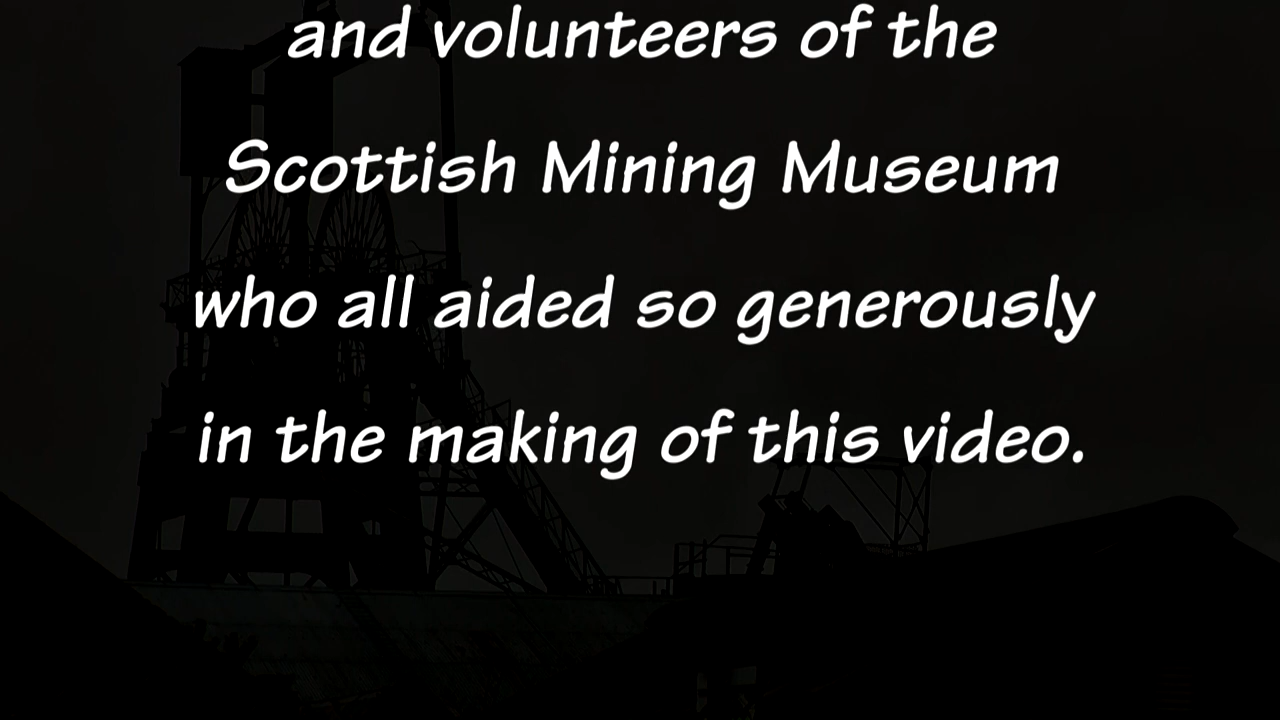 and volunteers of the
Scottish Mining Museum
who all aided so generously
in the making of this video.